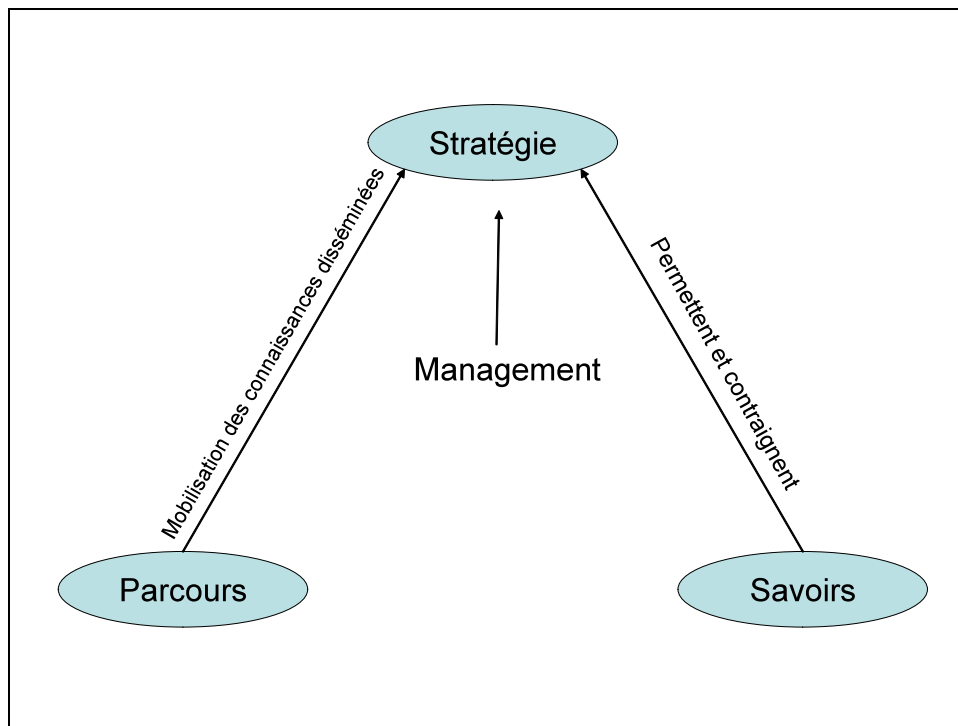 Stratégie
Mobilisation des connaissances disséminées
Permettent et contraignent
Management
Parcours
Savoirs